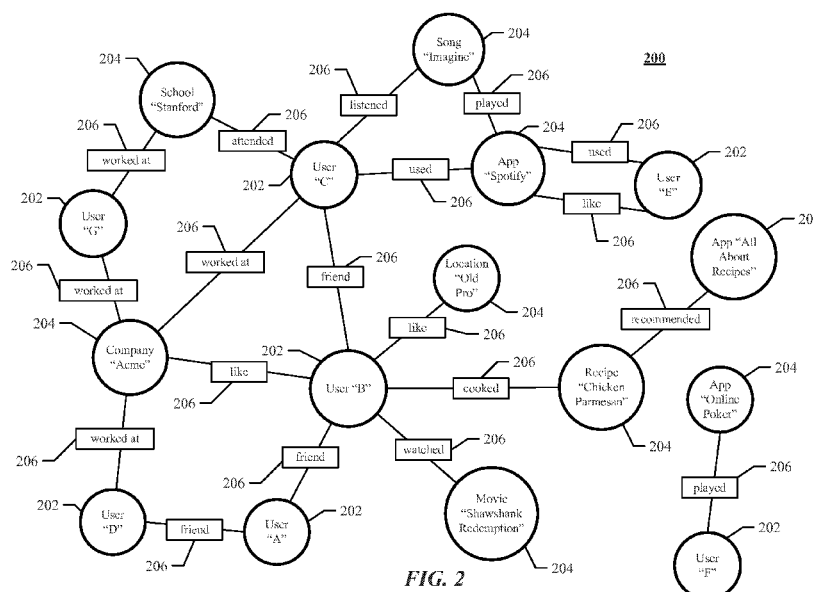 Song
“Imagine”
204
200
204
School
“Stanford”
206
listened
206
played
206
attended
204
206
used
202
206
worked at
User
“C”
202
used
206
App
“Spotify”
User
“E”
202
User
“G”
like
206
20
App “All
About
Recipes”
206
worked at
206
worked at
206
friend
Location
“Old
Pro”
204
206
recommended
204
Company
“Acme”
like
206
202
206
like
206
User “B”
cooked
Recipe
“Chicken
Parmesan”
204
204
App
“Online
Poker”
worked at
206
friend
206
watched
206
206
played
202
User
“D”
friend
206
User
“A”
202
Movie
“Shawshank
Redemption”
204
202
User
“F”
FIG. 2